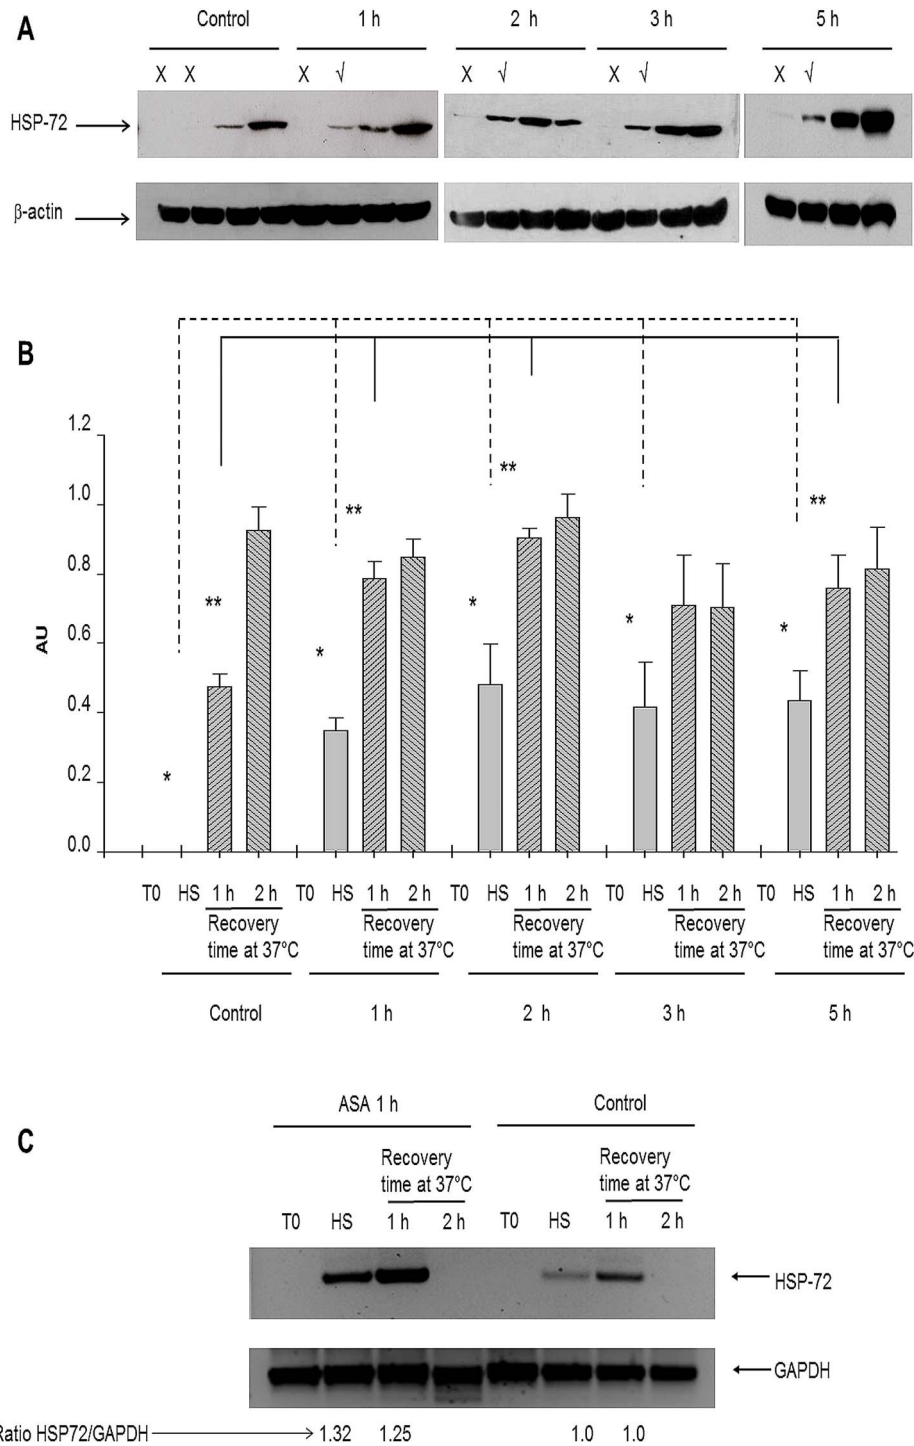 A
Control 1 h 2 h 3 h 5 h
X X X √ X √ X √ X √
HSP-72
β-actin
B
1.2
1.0
0.8
0.6
0.4
0.2
0.0
AU
* ** * ** * ** * * **
T0 HS 1 h 2 h T0 HS 1 h 2 h T0 HS 1 h 2 h T0 HS 1 h 2 h T0 HS 1 h 2 h
Recovery Recovery Recovery Recovery Recovery
time at 37°C time at 37°C time at 37°C time at 37°C time at 37°C
Control 1 h 2 h 3 h 5 h
C
ASA 1 h Control
Recovery Recovery
time at 37°C time at 37°C
T0 HS 1 h 2 h T0 HS 1 h 2 h
HSP-72
GAPDH
Ratio HSP72/GAPDH 1.32 1.25 1.0 1.0